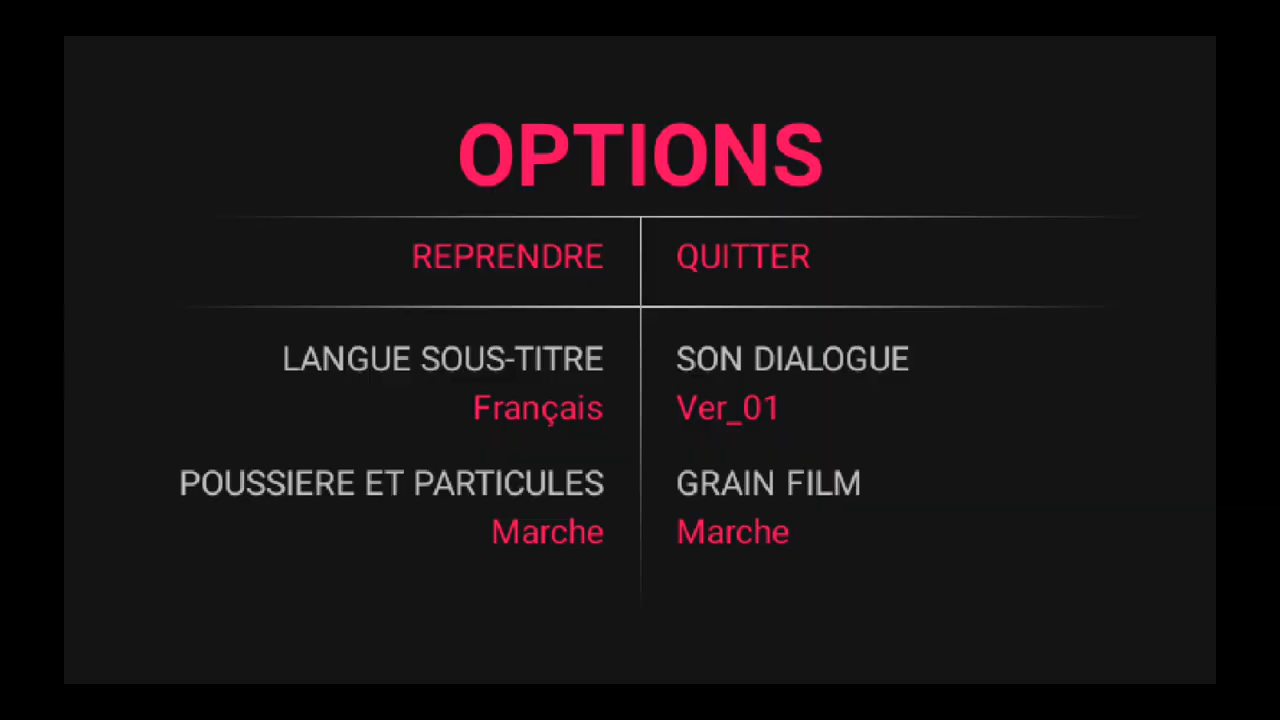 OPTIONS
REPRENDRE
QUITTER
LANGUE SOUS-TITRE
Français
SON DIALOGUE
Ver_01
POUSSIERE ET PARTICULES
Marche
GRAIN FILM
Marche